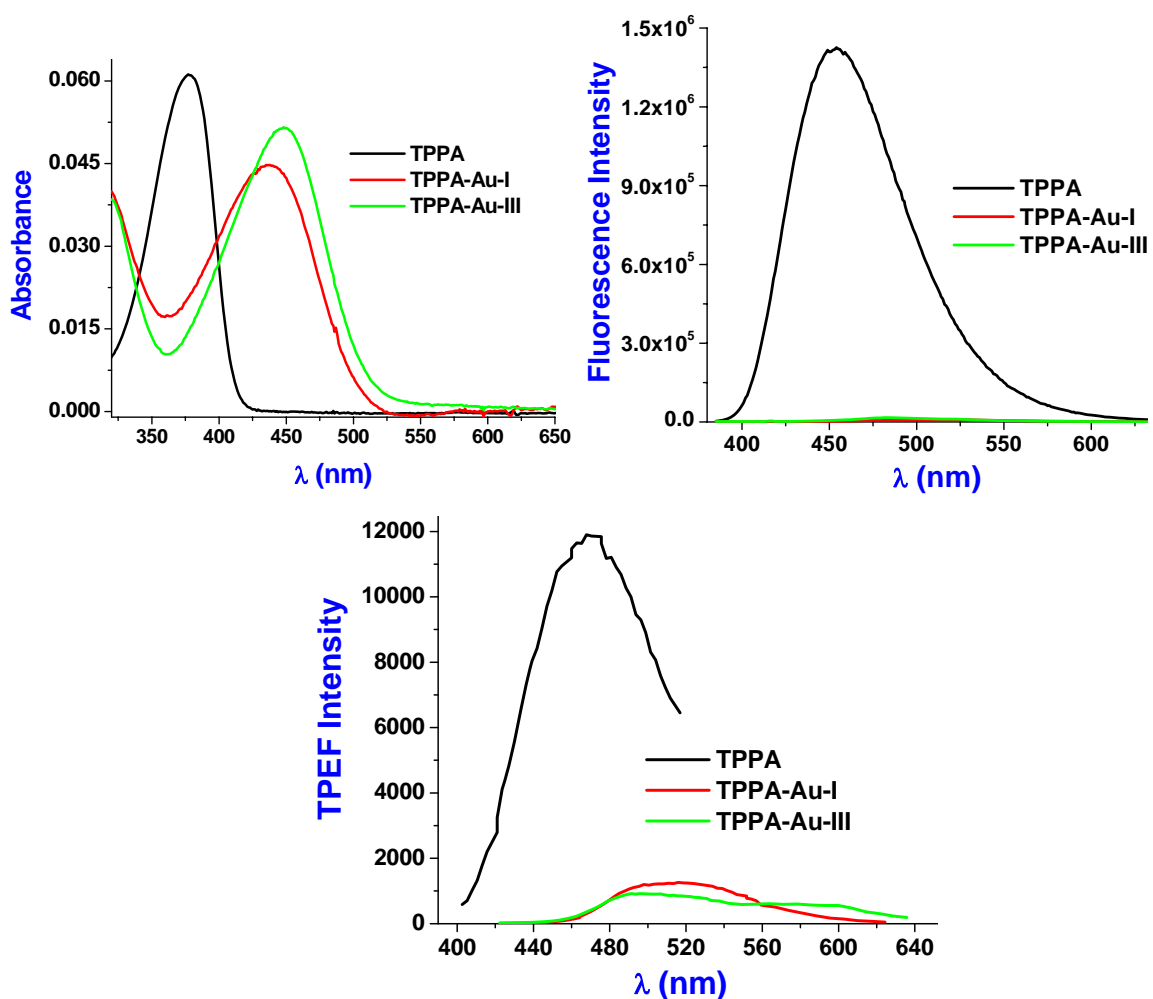 0.060
0.045
0.030
0.015
0.000
Absorbance
350 400 450 500 550 600 650
λ (nm)
TPPA
TPPA-Au-I
TPPA-Au-III
1.5x10⁶
1.2x10⁶
9.0x10⁵
6.0x10⁵
3.0x10⁵
0.0
Fluorescence Intensity
400 450 500 550 600
λ (nm)
TPPA
TPPA-Au-I
TPPA-Au-III
12000
10000
8000
6000
4000
2000
0
TPEF Intensity
400 440 480 520 560 600 640
λ (nm)
TPPA
TPPA-Au-I
TPPA-Au-III